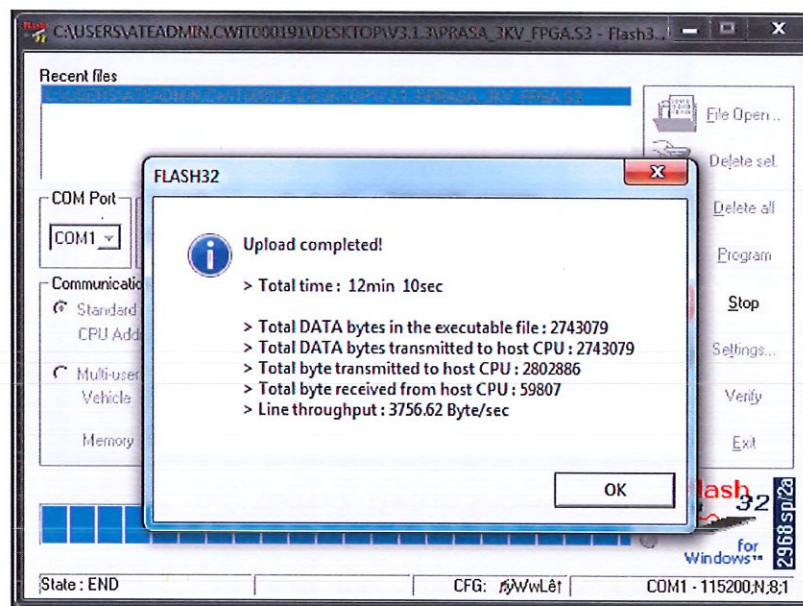 C:\USERS\ATEADMIN.CWIT000191\DESKTOP\V3.1.3\PRASA_3KV_FPGA.S3 - Flash3...
Recent files
File Open...
Delete sel.
Delete all
Program
Stop
Settings...
Verify
Exit
COM Port
COM1
Communicatio
Standard
CPU Add
Multi-user
Vehicle
Memory
FLASH32
Upload completed!
> Total time : 12min 10sec
> Total DATA bytes in the executable file : 2743079
> Total DATA bytes transmitted to host CPU : 2743079
> Total byte transmitted to host CPU : 2802886
> Total byte received from host CPU : 59807
> Line throughput : 3756.62 Byte/sec
OK
lash
32
for
Windows™
2968sp/2a
State : END
CFG:
COM1 - 115200;N;8;1